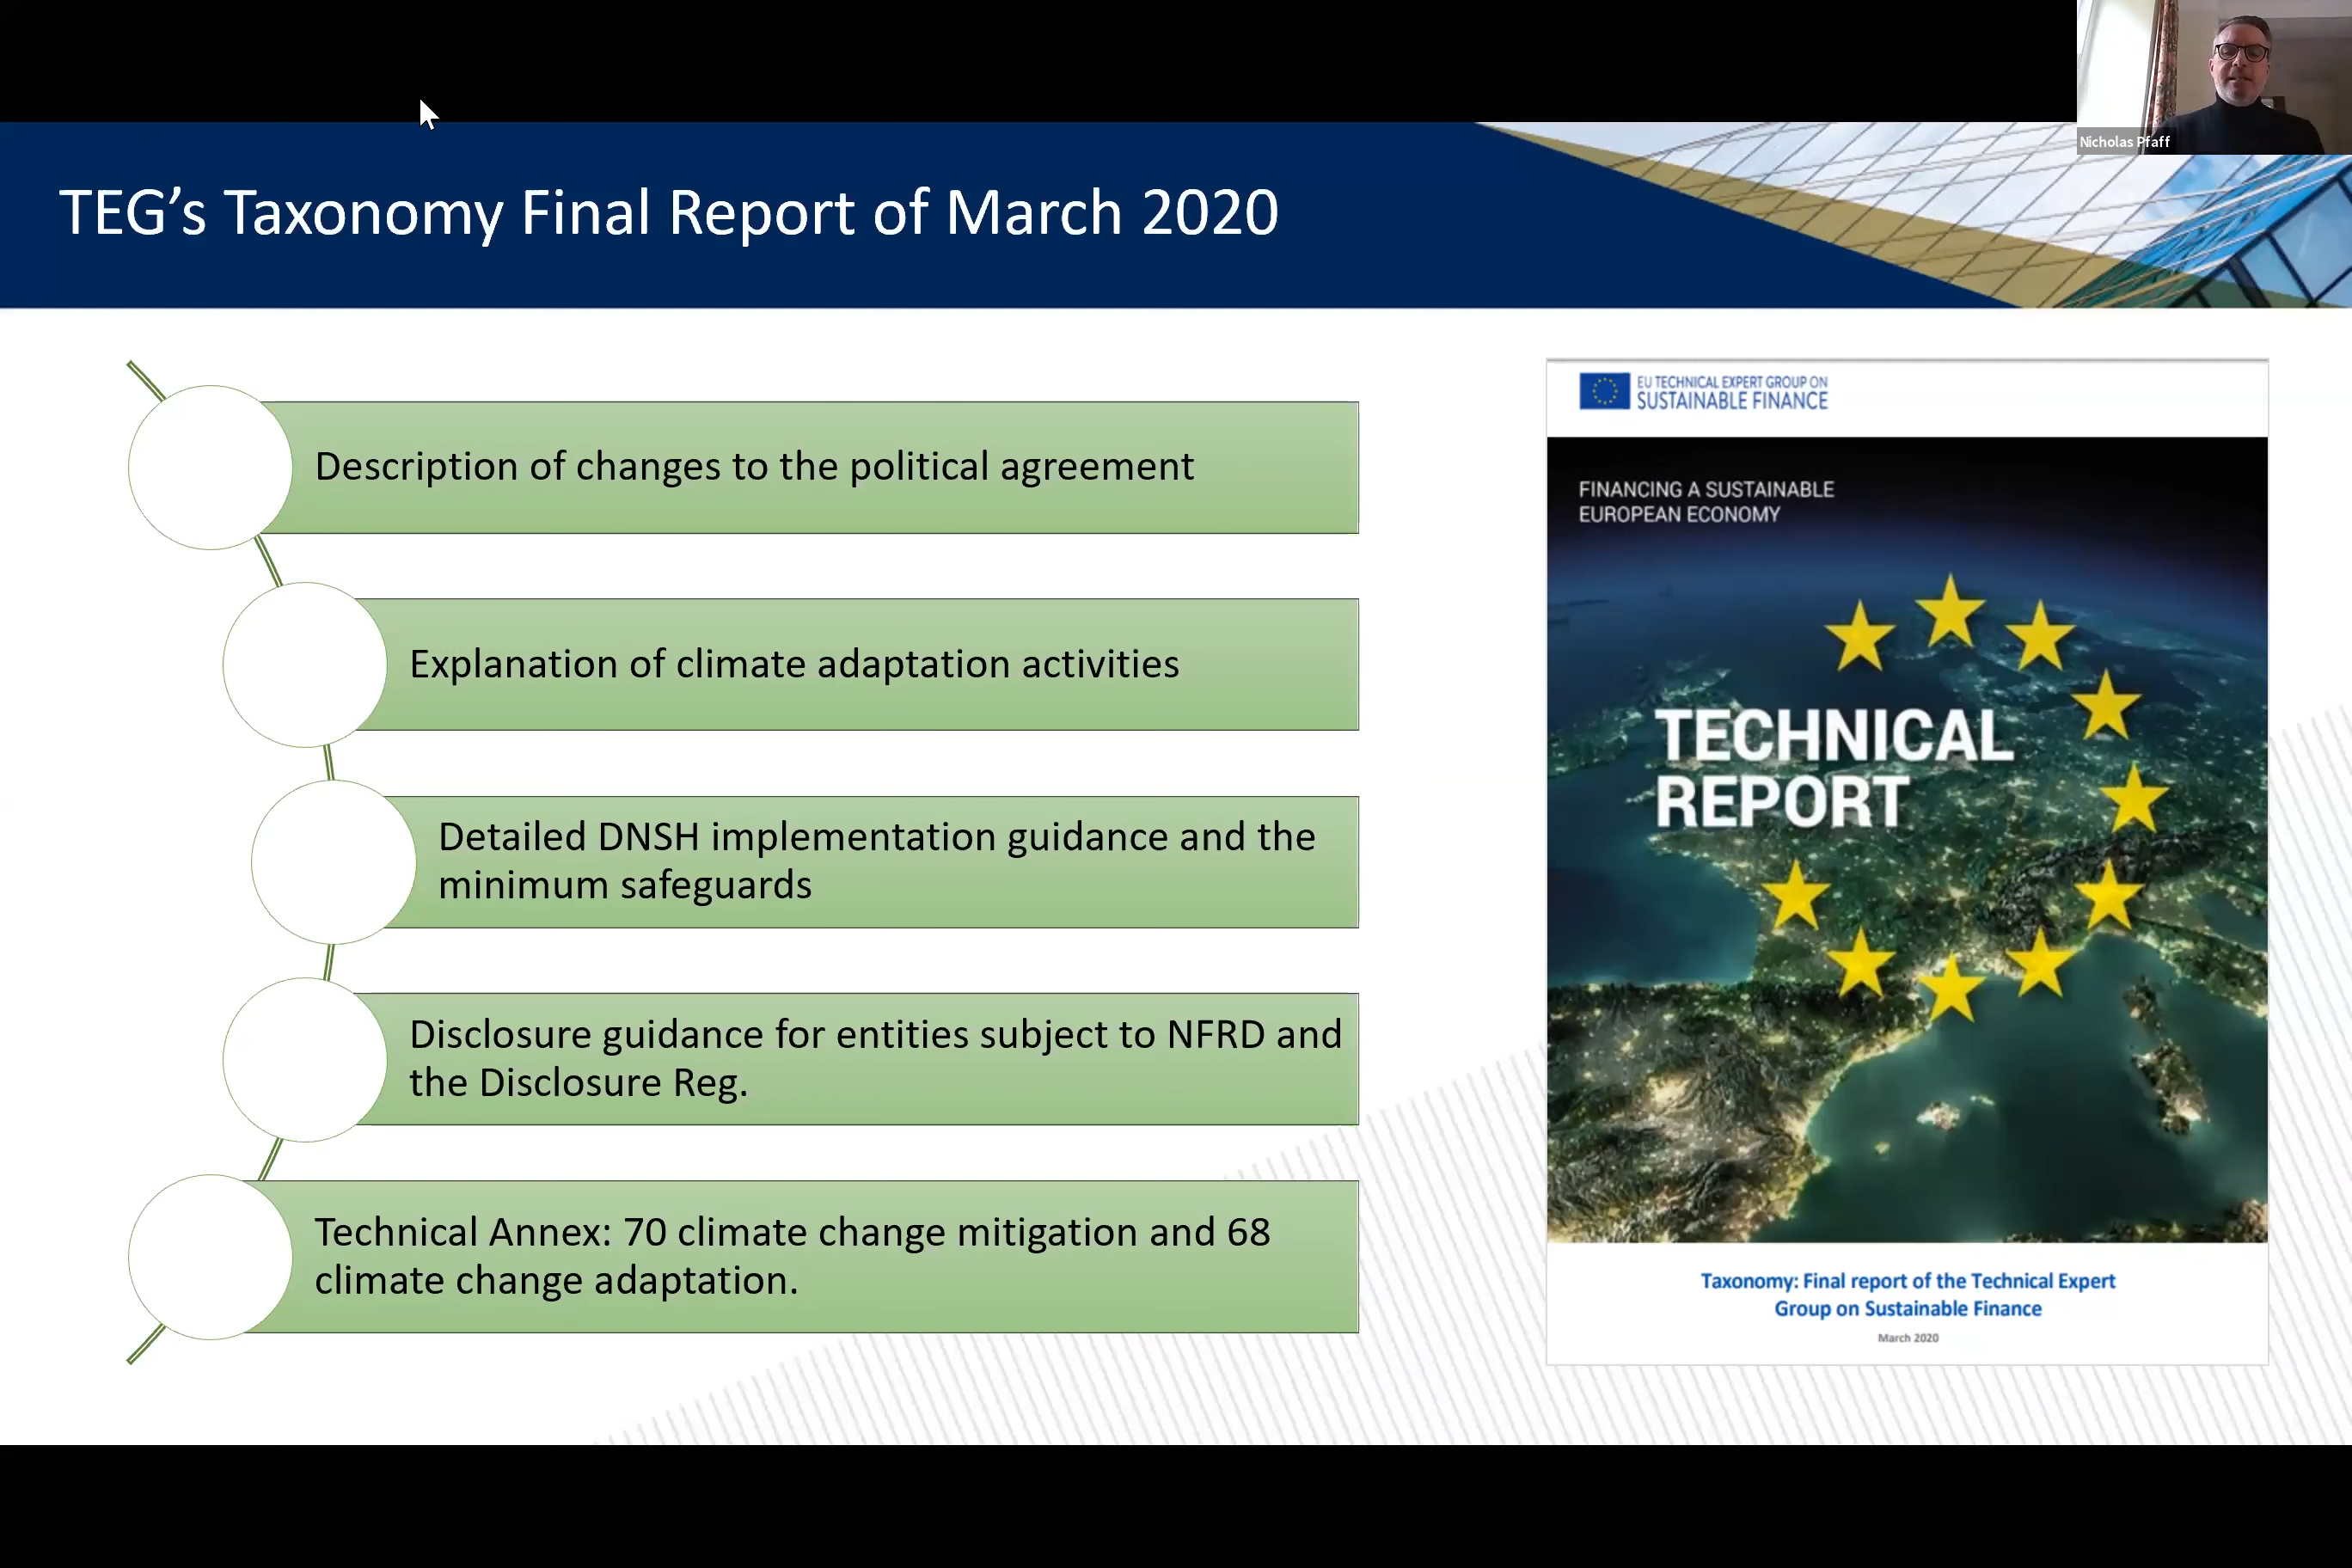 Nicholas Pfaff
TEG’s Taxonomy Final Report of March 2020
Description of changes to the political agreement
Explanation of climate adaptation activities
Detailed DNSH implementation guidance and the
minimum safeguards
Disclosure guidance for entities subject to NFRD and
the Disclosure Reg.
Technical Annex: 70 climate change mitigation and 68
climate change adaptation.
EU TECHNICAL EXPERT GROUP ON
SUSTAINABLE FINANCE
FINANCING A SUSTAINABLE
EUROPEAN ECONOMY
TECHNICAL
REPORT
Taxonomy: Final report of the Technical Expert
Group on Sustainable Finance
March 2020